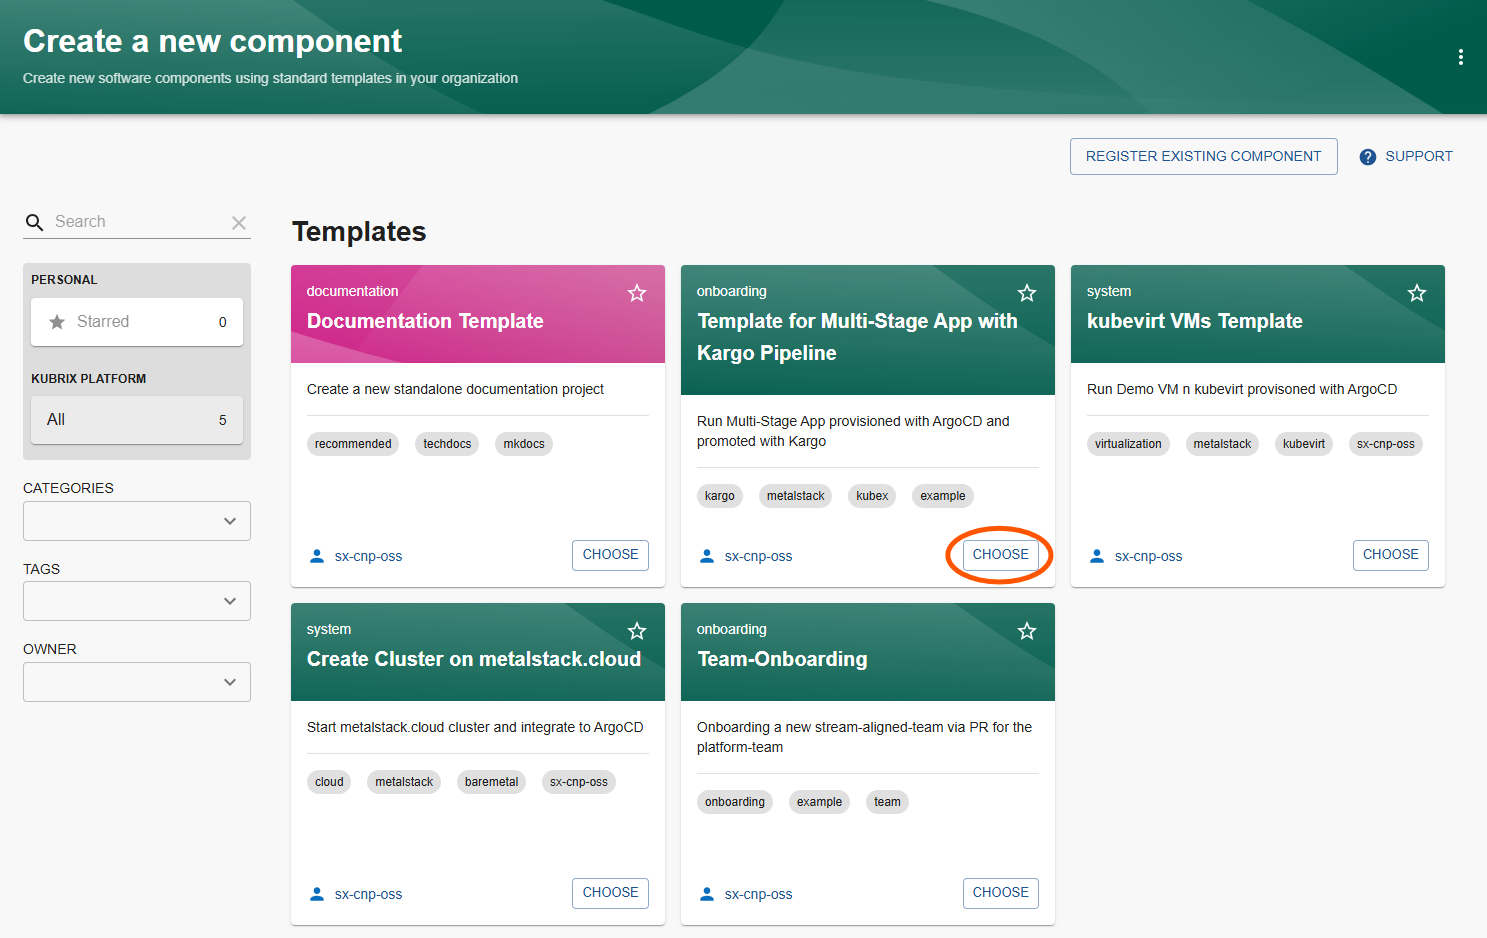 Create a new component
Create new software components using standard templates in your organization
REGISTER EXISTING COMPONENT
SUPPORT
Search
PERSONAL
Starred 0
KUBRIX PLATFORM
All 5
CATEGORIES
TAGS
OWNER
Templates
documentation
Documentation Template
Create a new standalone documentation project
recommended techdocs mkdocs
sx-cnp-oss CHOOSE
onboarding
Template for Multi-Stage App with
Kargo Pipeline
Run Multi-Stage App provisioned with ArgoCD and
promoted with Kargo
kargo metalstack kubex example
sx-cnp-oss CHOOSE
system
kubevirt VMs Template
Run Demo VM n kubevirt provisoned with ArgoCD
virtualization metalstack kubevirt sx-cnp-oss
sx-cnp-oss CHOOSE
system
Create Cluster on metalstack.cloud
Start metalstack.cloud cluster and integrate to ArgoCD
cloud metalstack baremetal sx-cnp-oss
sx-cnp-oss CHOOSE
onboarding
Team-Onboarding
Onboarding a new stream-aligned-team via PR for the
platform-team
onboarding example team
sx-cnp-oss CHOOSE